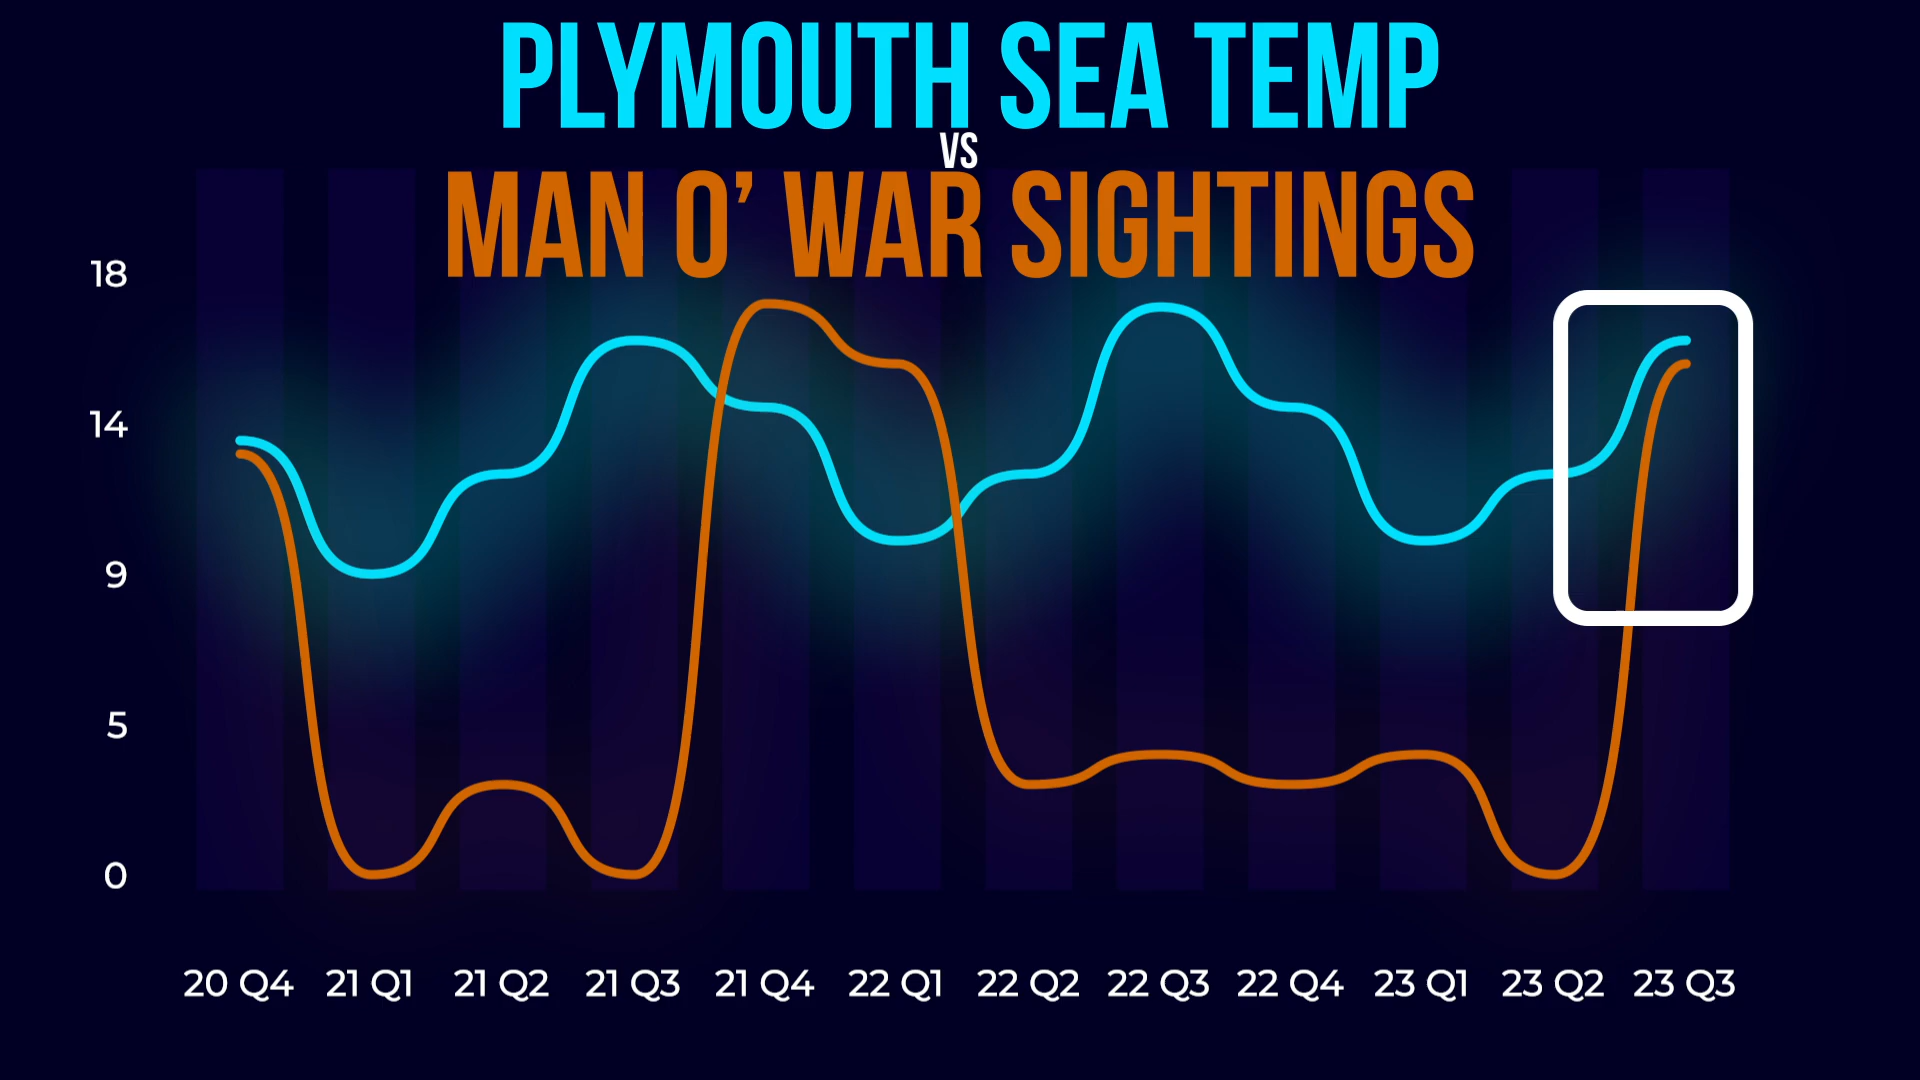 PLYMOUTH SEA TEMP
VS
MAN O’ WAR SIGHTINGS
18
14
9
5
0
20 Q4 21 Q1 21 Q2 21 Q3 21 Q4 22 Q1 22 Q2 22 Q3 22 Q4 23 Q1 23 Q2 23 Q3